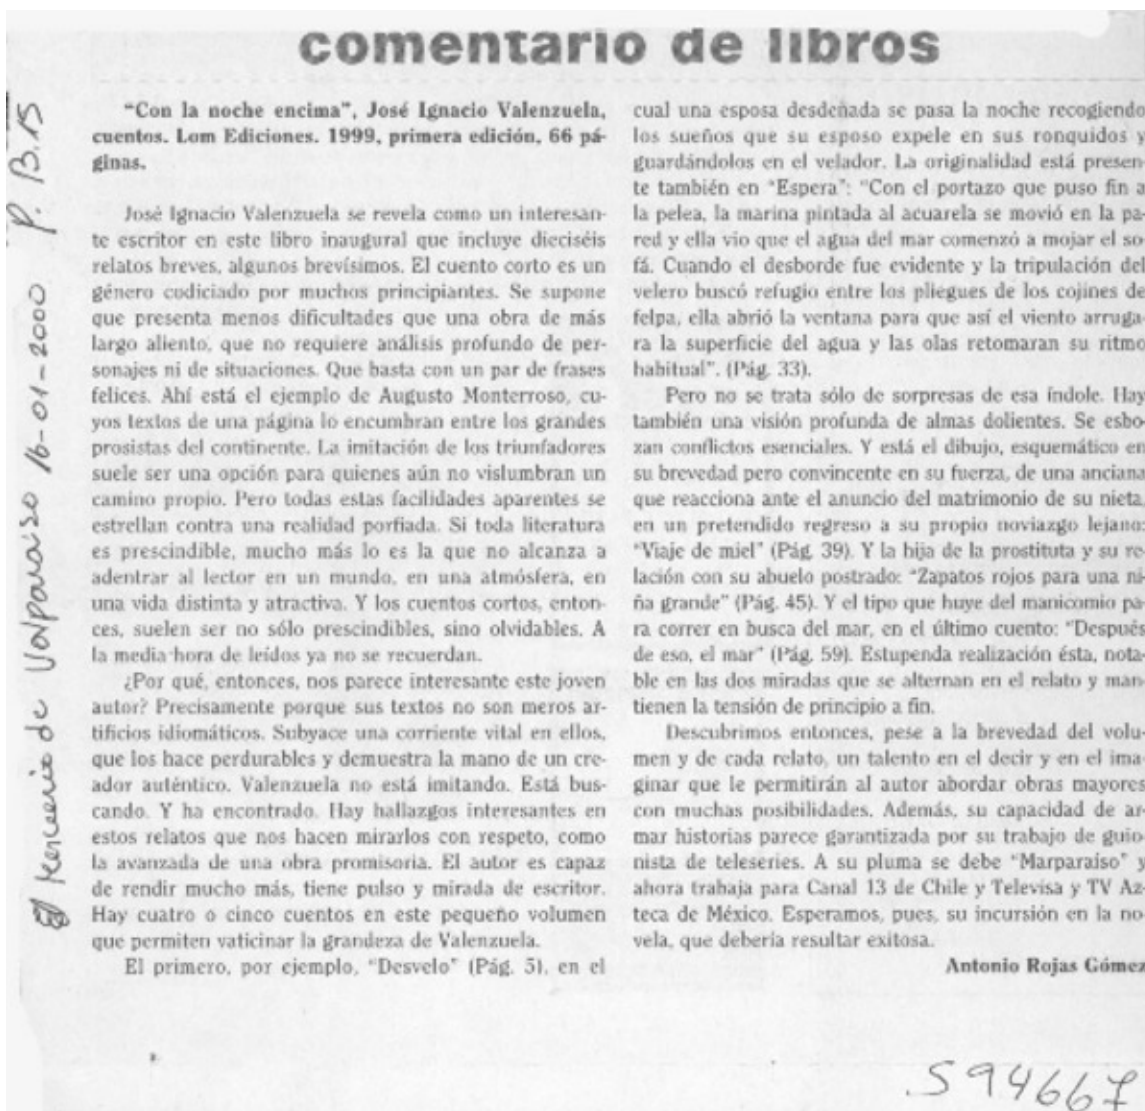 comentario de libros
"Con la noche encima", José Ignacio Valenzuela,
cuentos. Lom Ediciones. 1999, primera edición, 66 pá-
ginas.
José Ignacio Valenzuela se revela como un interesan-
te escritor en este libro inaugural que incluye dieciséis
relatos breves, algunos brevísimos. El cuento corto es un
género codiciado por muchos principiantes. Se supone
que presenta menos dificultades que una obra de más
largo aliento, que no requiere análisis profundo de per-
sonajes ni de situaciones. Que basta con un par de frases
felices. Ahí está el ejemplo de Augusto Monterroso, cu-
yos textos de una página lo encumbran entre los grandes
prosistas del continente. La imitación de los triunfadores
suele ser una opción para quienes aún no vislumbran un
camino propio. Pero todas estas facilidades aparentes se
estrellan contra una realidad porfiada. Si toda literatura
es prescindible, mucho más lo es la que no alcanza a
adentrar al lector en un mundo, en una atmósfera, en
una vida distinta y atractiva. Y los cuentos cortos, enton-
ces, suelen ser no sólo prescindibles, sino olvidables. A
la media hora de leídos ya no se recuerdan.
¿Por qué, entonces, nos parece interesante este joven
autor? Precisamente porque sus textos no son meros ar-
tificios idiomáticos. Subyace una corriente vital en ellos,
que los hace perdurables y demuestra la mano de un cre-
ador auténtico. Valenzuela no está imitando. Está bus-
cando. Y ha encontrado. Hay hallazgos interesantes en
estos relatos que nos hacen mirarlos con respeto, como
la avanzada de una obra promisoria. El autor es capaz
de rendir mucho más, tiene pulso y mirada de escritor.
Hay cuatro o cinco cuentos en este pequeño volumen
que permiten vaticinar la grandeza de Valenzuela.
El primero, por ejemplo, "Desvelo" (Pág. 5), en el
cual una esposa desdeñada se pasa la noche recogiendo
los sueños que su esposo expele en sus ronquidos y
guardándolos en el velador. La originalidad está presen-
te también en "Espera": "Con el portazo que puso fin a
la pelea, la marina pintada al acuarela se movió en la pa-
red y ella vio que el agua del mar comenzó a mojar el so-
fá. Cuando el desborde fue evidente y la tripulación del
velero buscó refugio entre los pliegues de los cojines de
felpa, ella abrió la ventana para que así el viento arruga-
ra la superficie del agua y las olas retomaran su ritmo
habitual". (Pág. 33).
Pero no se trata sólo de sorpresas de esa índole. Hay
también una visión profunda de almas dolientes. Se esbo-
zan conflictos esenciales. Y está el dibujo, esquemático en
su brevedad pero convincente en su fuerza, de una anciana
que reacciona ante el anuncio del matrimonio de su nieta
en un pretendido regreso a su propio noviazgo lejano:
"Viaje de miel" (Pág. 39). Y la hija de la prostituta y su re-
lación con su abuelo postrado: "Zapatos rojos para una ni-
ña grande" (Pág. 45). Y el tipo que huye del manicomio pa-
ra correr en busca del mar, en el último cuento: "Después
de eso, el mar" (Pág. 59). Estupenda realización ésta, nota-
ble en las dos miradas que se alternan en el relato y man-
tienen la tensión de principio a fin.
Descubrimos entonces, pese a la brevedad del volu-
men y de cada relato, un talento en el decir y en el ima-
ginar que le permitirán al autor abordar obras mayores
con muchas posibilidades. Además, su capacidad de ar
mar historias parece garantizada por su trabajo de guio-
nista de teleseries. A su pluma se debe "Marparaíso" y
ahora trabaja para Canal 13 de Chile y Televisa y TV Az-
teca de México. Esperamos, pues, su incursión en la no-
vela, que debería resultar exitosa.
Antonio Rojas Gómez
El Mercurio de Valparaíso 16-01-2000 P. B.15
594667